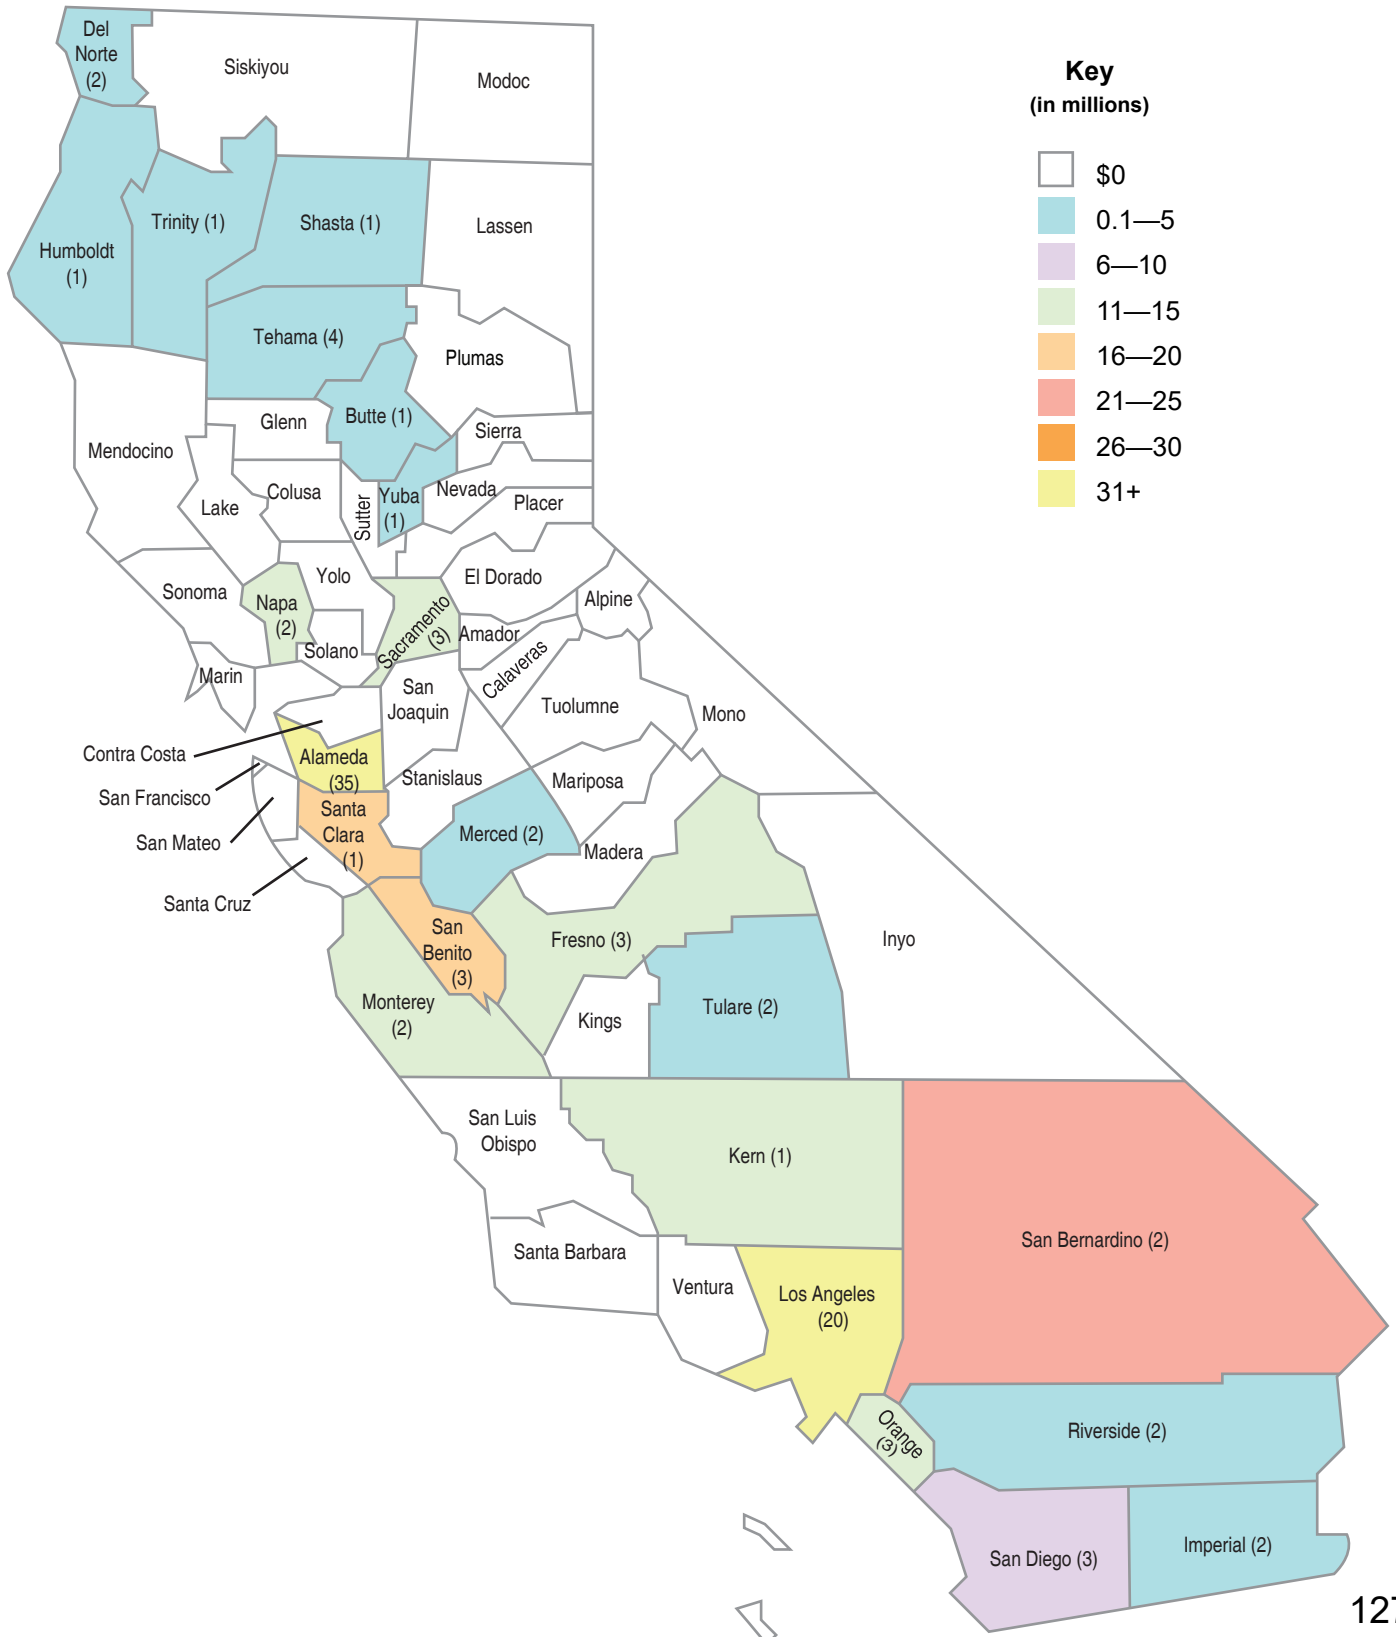 Del
Norte
(2)
Siskiyou
Modoc
Key
(in millions)
$0
0.1—5
6—10
11—15
16—20
21—25
26—30
31+
Humboldt
(1)
Trinity (1)
Shasta (1)
Lassen
Tehama (4)
Plumas
Mendocino
Glenn
Butte (1)
Sierra
Lake
Colusa
Sutter
Yuba
(1)
Nevada
Placer
Sonoma
Napa
(2)
Yolo
Solano
Sacramento
(3)
El Dorado
Amador
Alpine
Calaveras
Marin
San
Joaquin
Tuolumne
Mono
Contra Costa
Alameda
(35)
Stanislaus
Mariposa
San Francisco
San Mateo
Santa
Clara
(1)
Merced (2)
Madera
Santa Cruz
San
Benito
(3)
Fresno (3)
Inyo
Monterey
(2)
Kings
Tulare (2)
San Luis
Obispo
Kern (1)
San Bernardino (2)
Santa Barbara
Ventura
Los Angeles
(20)
Orange
(3)
Riverside (2)
San Diego (3)
Imperial (2)
127